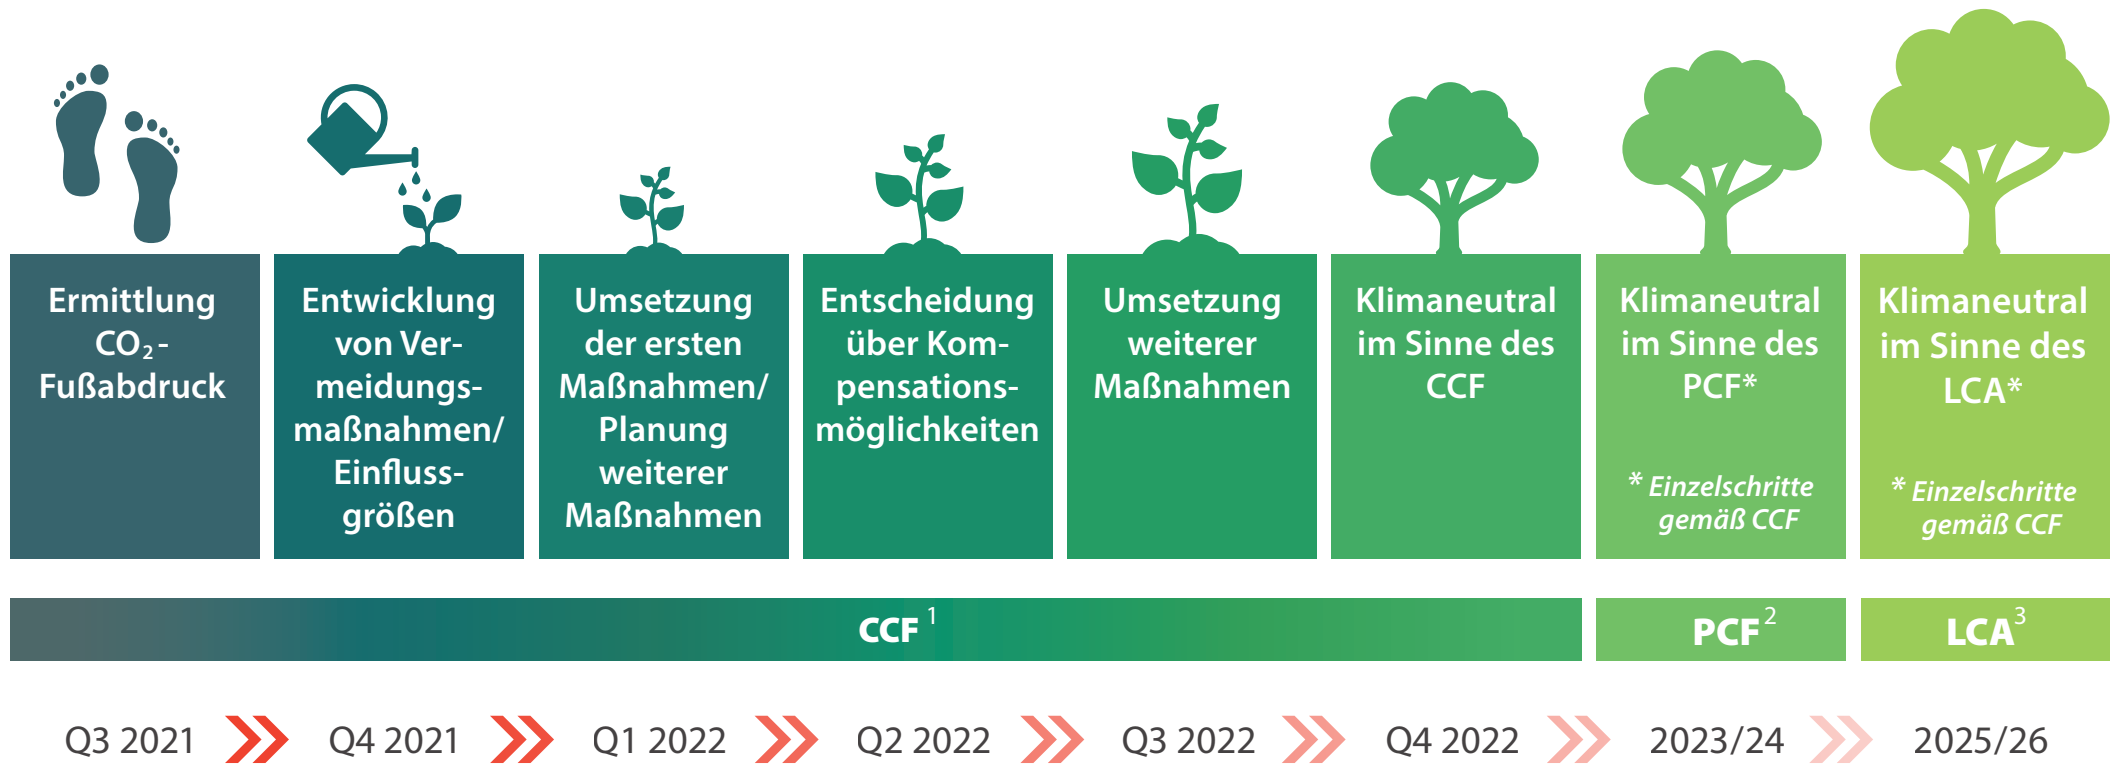 Ermittlung
CO₂-
Fußabdruck
Entwicklung
von Ver-
meidungs-
maßnahmen/
Einfluss-
größen
Umsetzung
der ersten
Maßnahmen/
Planung
weiterer
Maßnahmen
Entscheidung
über Kom-
pensations-
möglichkeiten
Umsetzung
weiterer
Maßnahmen
Klimaneutral
im Sinne des
CCF
Klimaneutral
im Sinne des
PCF*
* Einzelschritte
gemäß CCF
Klimaneutral
im Sinne des
LCA*
* Einzelschritte
gemäß CCF
CCF ¹
PCF ²
LCA³
Q3 2021
Q4 2021
Q1 2022
Q2 2022
Q3 2022
Q4 2022
2023/24
2025/26